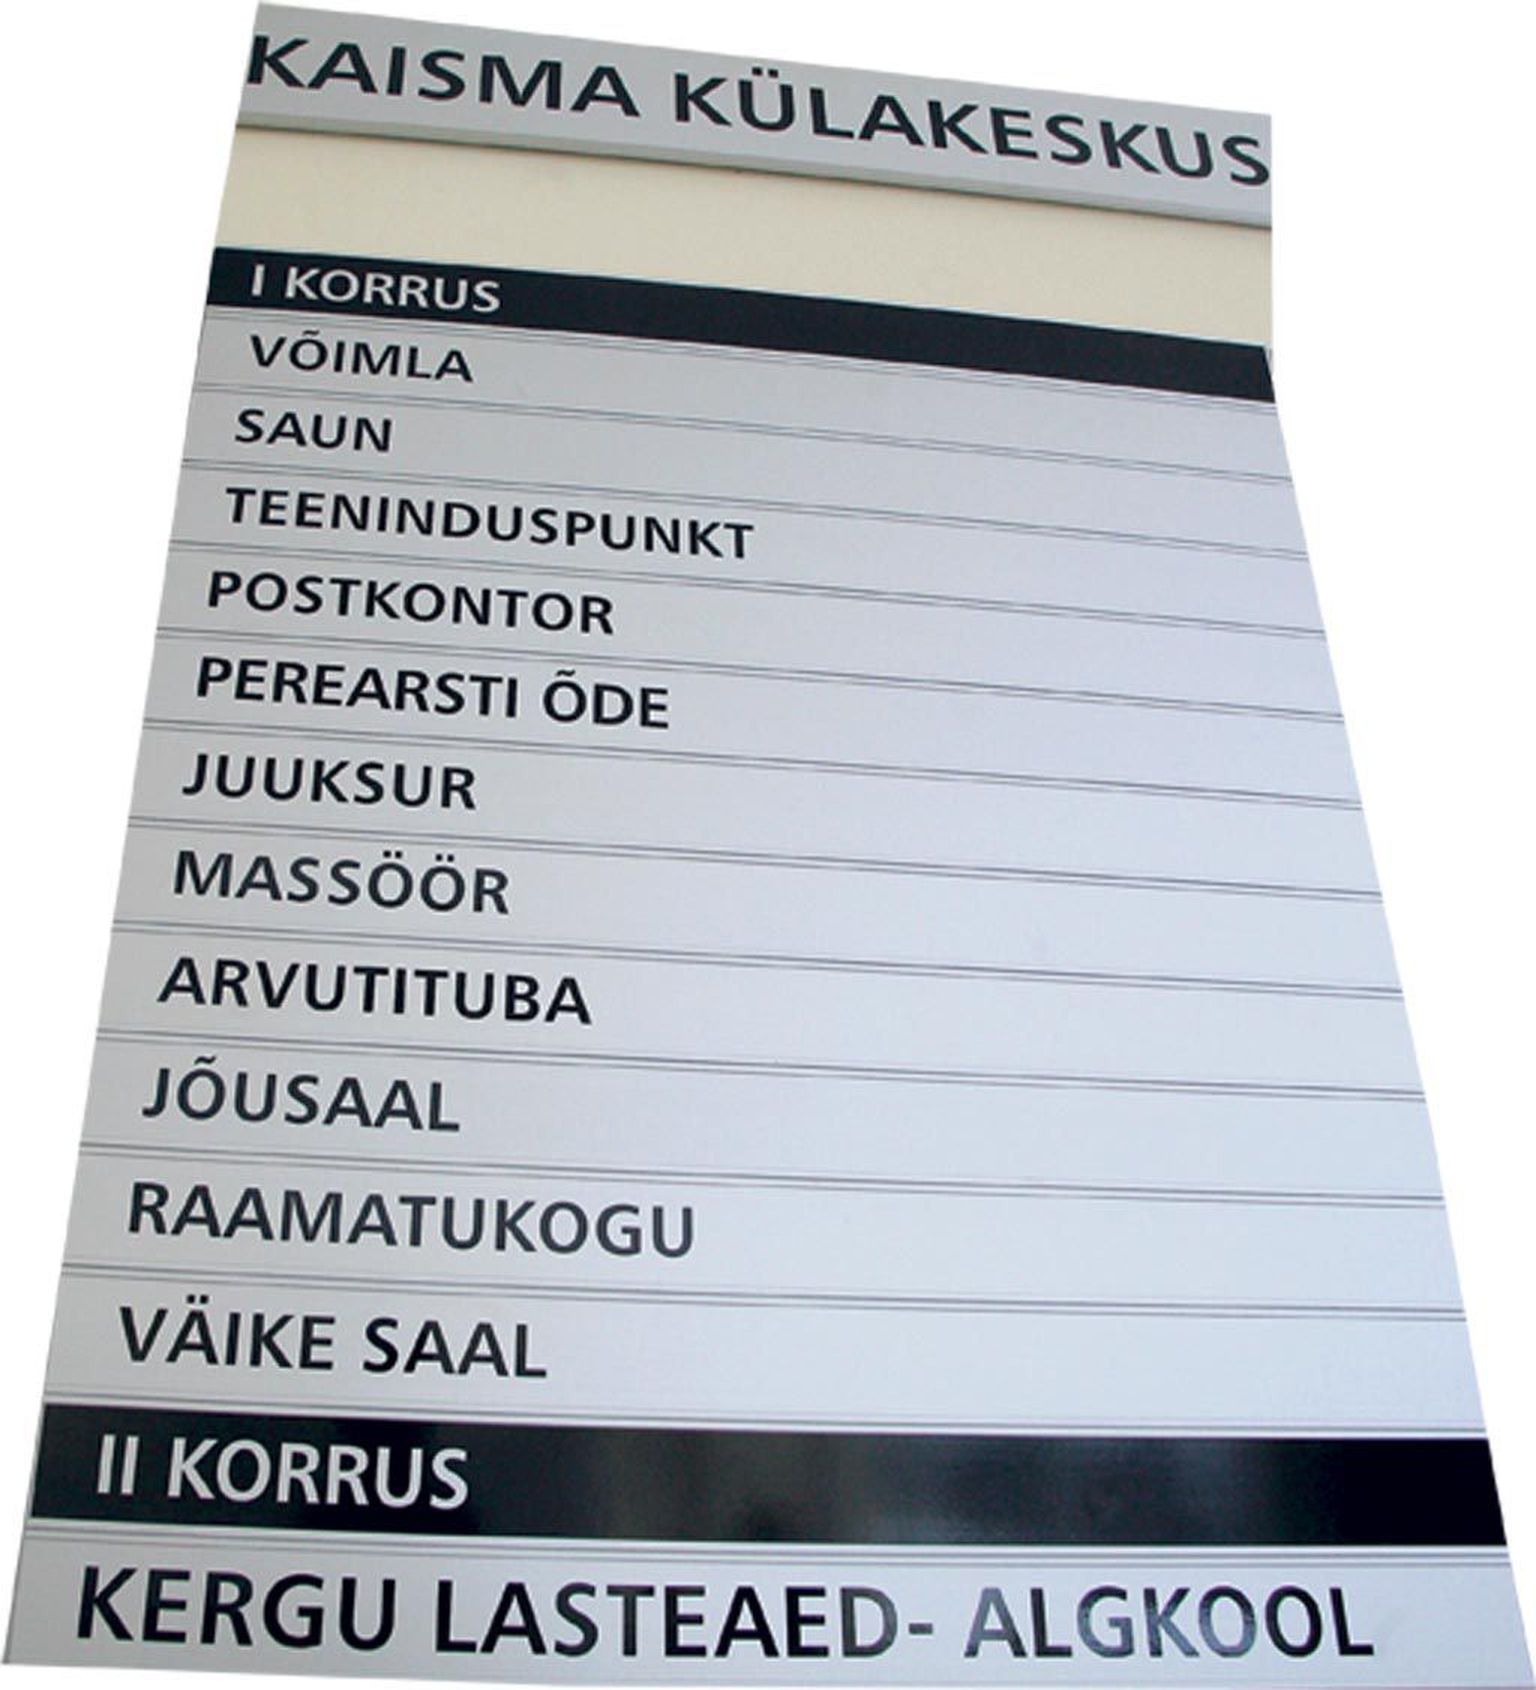 KAISMA KÜLAKESKUS
I KORRUS
VÕIMLA
SAUN
TEENINDUSPUNKT
POSTKONTOR
PEREARSTI ÕDE
JUUKSUR
MASSÖÖR
ARVUTITUBA
JÕUSAAL
RAAMATUKOGU
VÄIKE SAAL
II KORRUS
KERGU LASTEAED- ALGKOOL